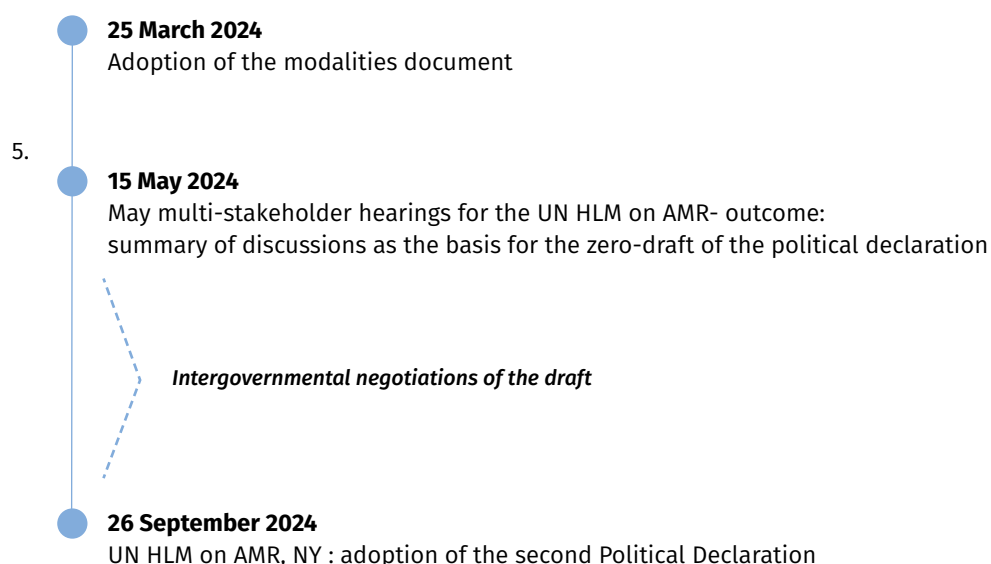 25 March 2024
Adoption of the modalities document
5.
15 May 2024
May multi-stakeholder hearings for the UN HLM on AMR- outcome:
summary of discussions as the basis for the zero-draft of the political declaration
Intergovernmental negotiations of the draft
26 September 2024
UN HLM on AMR, NY : adoption of the second Political Declaration